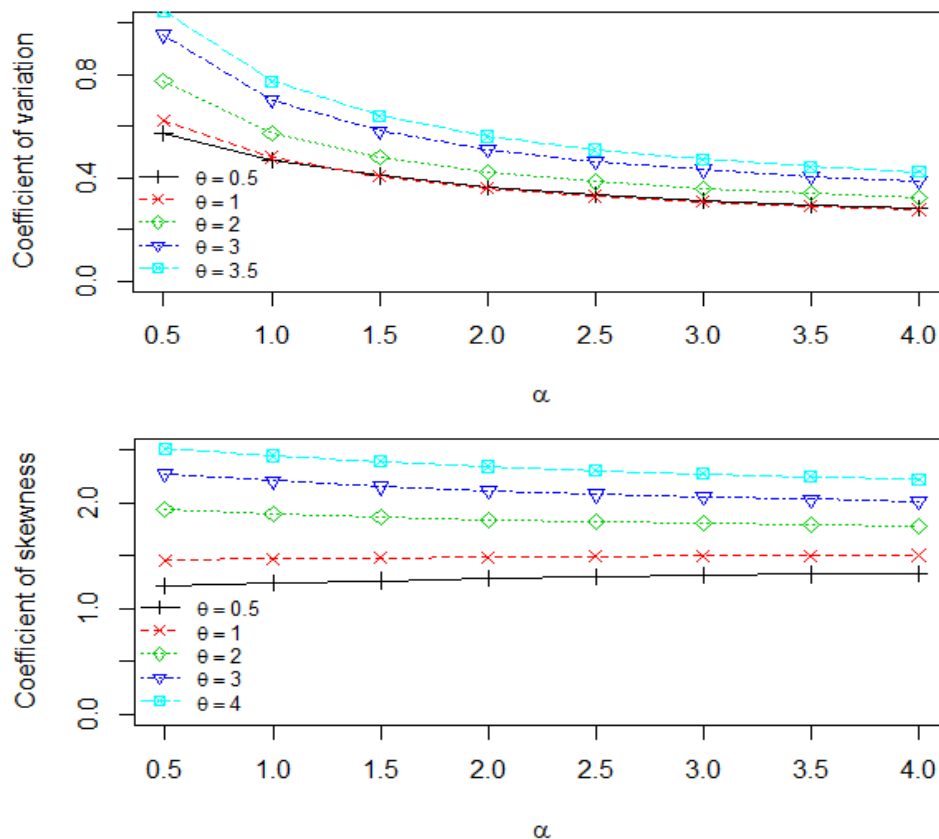 Coefficient of variation
0.8
0.4
0.0
θ = 0.5
θ = 1
θ = 2
θ = 3
θ = 3.5
0.5 1.0 1.5 2.0 2.5 3.0 3.5 4.0
α
Coefficient of skewness
2.0
1.0
0.0
θ = 0.5
θ = 1
θ = 2
θ = 3
θ = 4
0.5 1.0 1.5 2.0 2.5 3.0 3.5 4.0
α